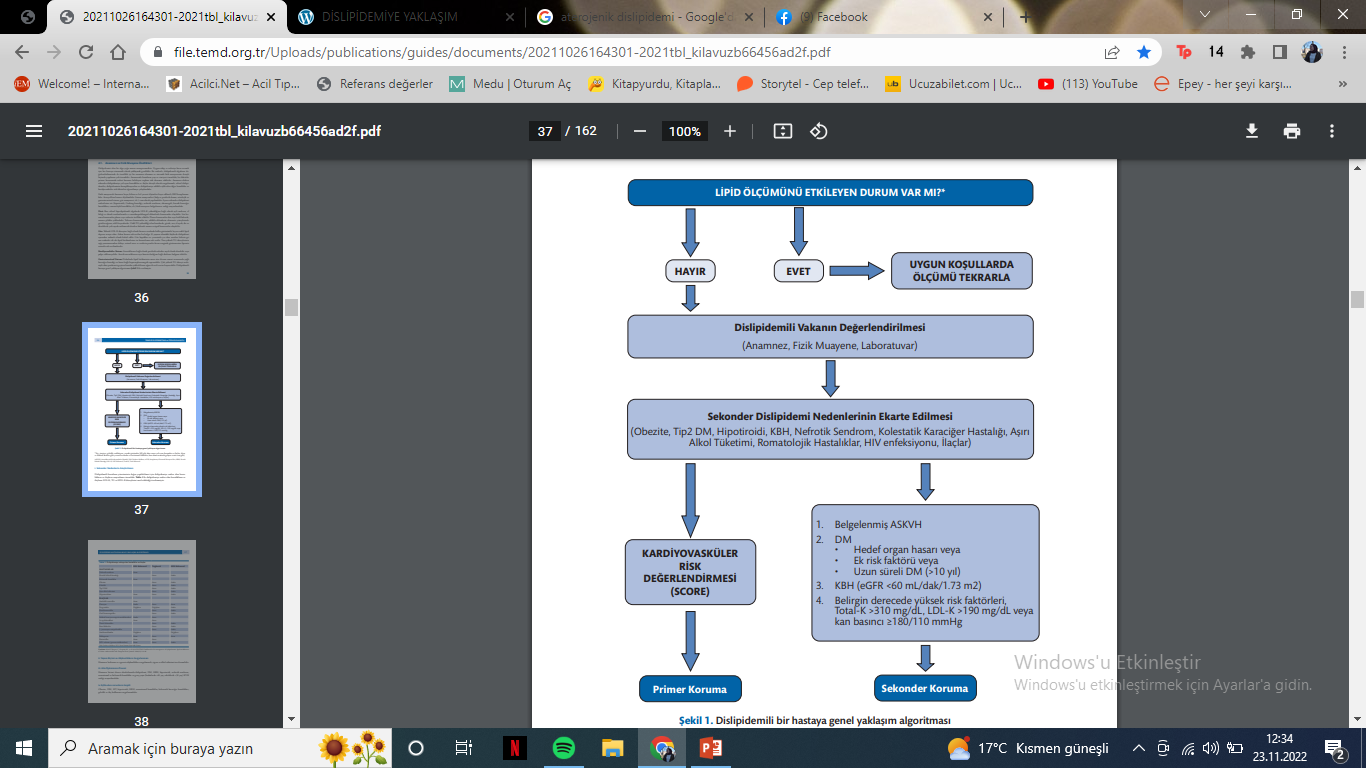 20211026164301-2021tbl_kilavuz
DİSLİPİDEMİYE YAKLAŞIM
aterojenik dislipidemi - Google'd
(9) Facebook
file.temd.org.tr/Uploads/publications/guides/documents/20211026164301-2021tbl_kilavuzb66456ad2f.pdf
14
Welcome! – Interna...
Acilci.Net – Acil Tıp...
Referans değerler
Medu | Oturum Aç
Kitapyurdu, Kitapla...
Storytel - Cep telef...
Ucuzabilet.com | Uc...
(113) YouTube
Epey - her şeyi karşı...
20211026164301-2021tbl_kilavuzb66456ad2f.pdf
37 / 162
100%
36
37
38
LİPİD ÖLÇÜMÜNÜ ETKİLEYEN DURUM VAR MI?*
HAYIR
EVET
UYGUN KOŞULLARDA
ÖLÇÜMÜ TEKRARLA
Dislipidemili Vakanın Değerlendirilmesi
(Anamnez, Fizik Muayene, Laboratuvar)
Sekonder Dislipidemi Nedenlerinin Ekarte Edilmesi
(Obezite, Tip2 DM, Hipotiroidi, KBH, Nefrotik Sendrom, Kolestatik Karaciğer Hastalığı, Aşırı
Alkol Tüketimi, Romatolojik Hastalıklar, HIV enfeksiyonu, İlaçlar)
KARDİYOVASKÜLER
RİSK
DEĞERLENDİRMESİ
(SCORE)
1. Belgelenmiş ASKVH
2. DM
• Hedef organ hasarı veya
• Ek risk faktörü veya
• Uzun süreli DM (>10 yıl)
3. KBH (eGFR <60 mL/dak/1.73 m2)
4. Belirgin derecede yüksek risk faktörleri,
Total-K >310 mg/dL, LDL-K >190 mg/dL veya
kan basıncı ≥180/110 mmHg
Primer Koruma
Sekonder Koruma
Şekil 1. Dislipidemili bir hastaya genel yaklaşım algoritması
Windows'u Etkinleştir
Windows'u etkinleştirmek için Ayarlar'a gidin.
Aramak için buraya yazın
17°C Kısmen güneşli
12:34
23.11.2022
2